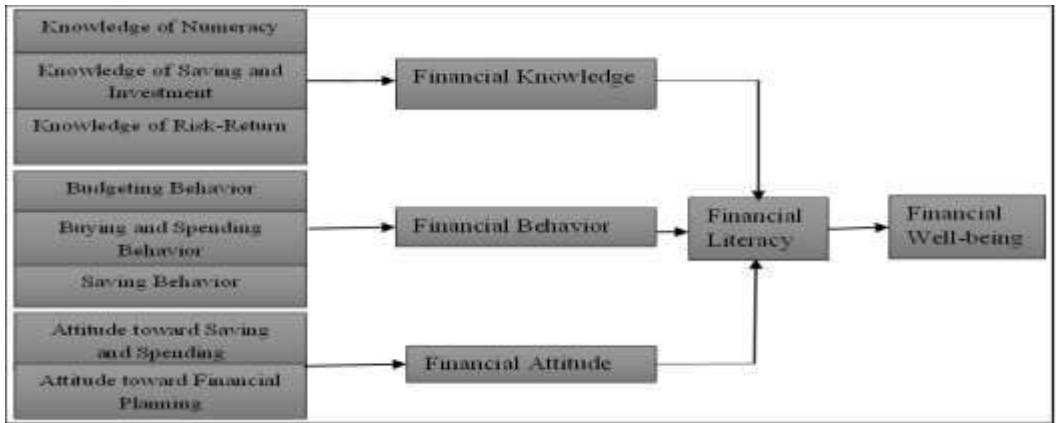 Knowledge of Numeracy
Knowledge of Saving and
Investment
Knowledge of Risk-Return
Financial Knowledge
Budgeting Behavior
Buying and Spending
Behavior
Saving Behavior
Financial Behavior
Financial
Literacy
Financial
Well-being
Attitude toward Saving
and Spending
Attitude toward Financial
Planning
Financial Attitude